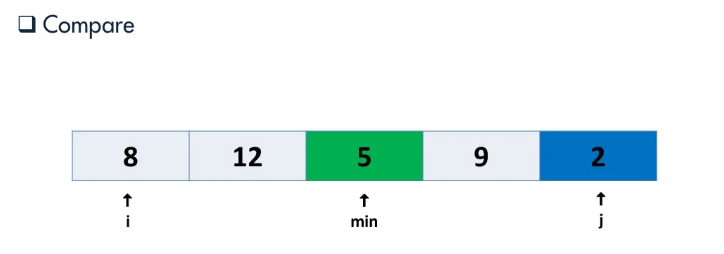 Compare
8 12 5 9 2
↑ ↑ ↑
i min j